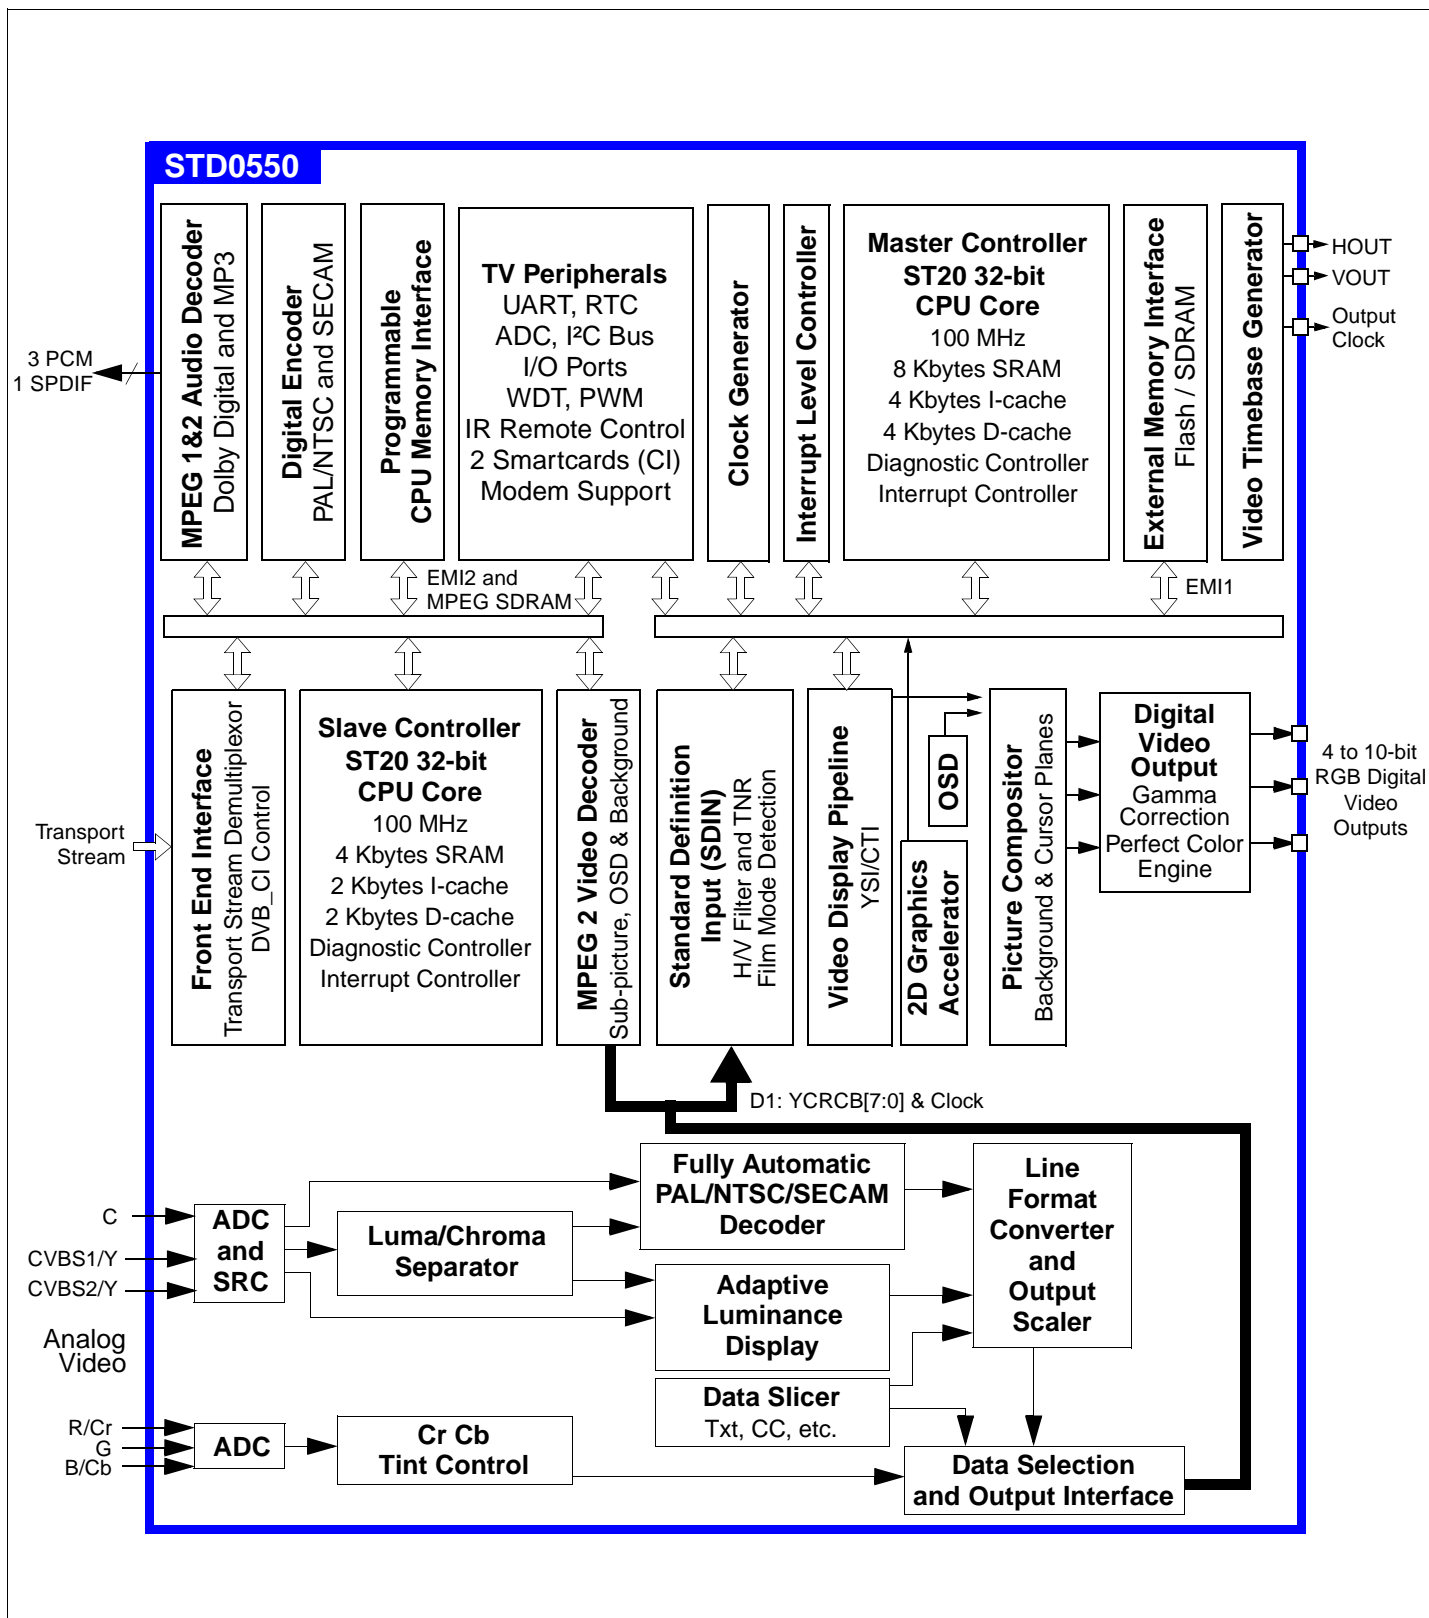 STD0550
MPEG 1&2 Audio Decoder
Dolby Digital and MP3
Digital Encoder
PAL/NTSC and SECAM
Programmable
CPU Memory Interface
TV Peripherals
UART, RTC
ADC, I²C Bus
I/O Ports
WDT, PWM
IR Remote Control
2 Smartcards (CI)
Modem Support
Clock Generator
Interrupt Level Controller
Master Controller
ST20 32-bit
CPU Core
100 MHz
8 Kbytes SRAM
4 Kbytes I-cache
4 Kbytes D-cache
Diagnostic Controller
Interrupt Controller
External Memory Interface
Flash / SDRAM
Video Timebase Generator
HOUT
VOUT
Output
Clock
3 PCM
1 SPDIF
EMI2 and
MPEG SDRAM
EMI1
Transport
Stream
Front End Interface
Transport Stream Demultiplexor
DVB_CI Control
Slave Controller
ST20 32-bit
CPU Core
100 MHz
4 Kbytes SRAM
2 Kbytes I-cache
2 Kbytes D-cache
Diagnostic Controller
Interrupt Controller
MPEG 2 Video Decoder
Sub-picture, OSD & Background
Standard Definition
Input (SDIN)
H/V Filter and TNR
Film Mode Detection
Video Display Pipeline
YSI/CTI
OSD
2D Graphics
Accelerator
Picture Compositor
Background & Cursor Planes
Digital
Video
Output
Gamma
Correction
Perfect Color
Engine
4 to 10-bit
RGB Digital
Video
Outputs
D1: YCRCB[7:0] & Clock
C
CVBS1/Y
CVBS2/Y
Analog
Video
ADC
and
SRC
Luma/Chroma
Separator
Fully Automatic
PAL/NTSC/SECAM
Decoder
Adaptive
Luminance
Display
Line
Format
Converter
and
Output
Scaler
Data Slicer
Txt, CC, etc.
R/Cr
G
B/Cb
ADC
Cr Cb
Tint Control
Data Selection
and Output Interface